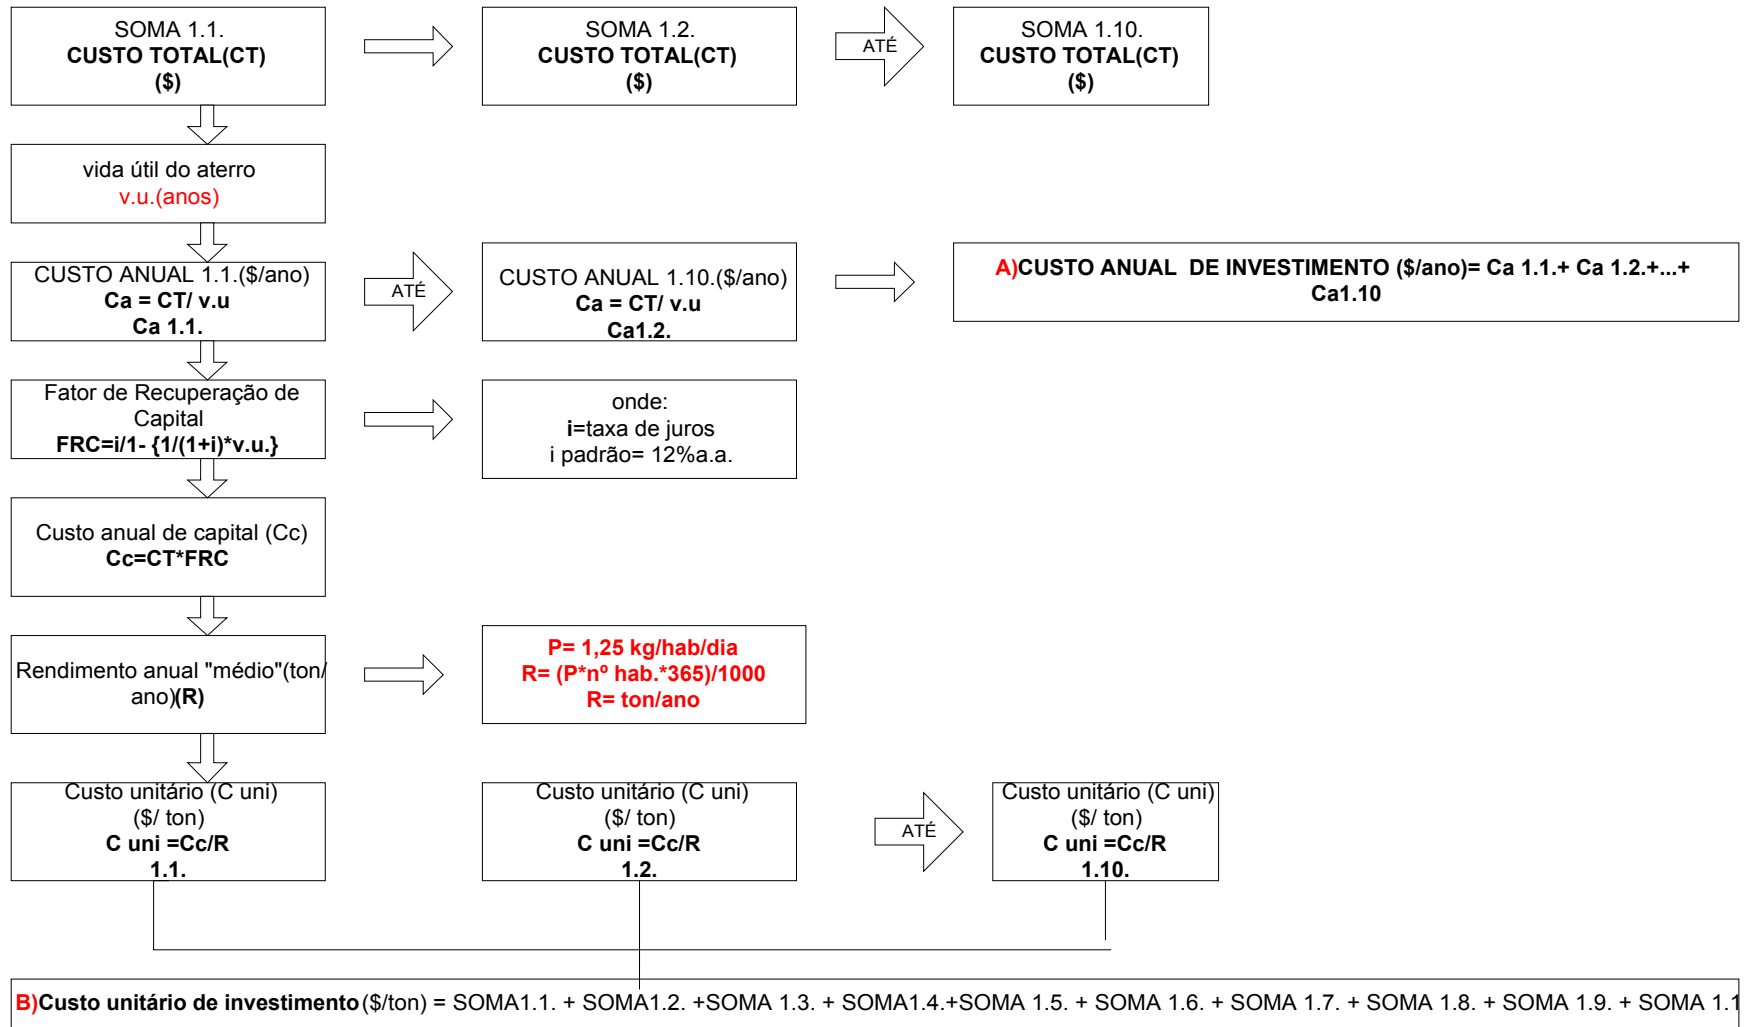 SOMA 1.1.
CUSTO TOTAL(CT)
($)
SOMA 1.2.
CUSTO TOTAL(CT)
($)
ATÉ
SOMA 1.10.
CUSTO TOTAL(CT)
($)
vida útil do aterro
v.u.(anos)
CUSTO ANUAL 1.1.($/ano)
Ca = CT/ v.u
Ca 1.1.
ATÉ
CUSTO ANUAL 1.10.($/ano)
Ca = CT/ v.u
Ca1.2.
A)CUSTO ANUAL DE INVESTIMENTO ($/ano)= Ca 1.1.+ Ca 1.2.+...+
Ca1.10
Fator de Recuperação de
Capital
FRC=i/1- {1/(1+i)*v.u.}
onde:
i=taxa de juros
i padrão= 12%a.a.
Custo anual de capital (Cc)
Cc=CT*FRC
Rendimento anual "médio"(ton/
ano)(R)
P= 1,25 kg/hab/dia
R= (P*nº hab.*365)/1000
R= ton/ano
Custo unitário (C uni)
($/ ton)
C uni =Cc/R
1.1.
Custo unitário (C uni)
($/ ton)
C uni =Cc/R
1.2.
ATÉ
Custo unitário (C uni)
($/ ton)
C uni =Cc/R
1.10.
B)Custo unitário de investimento ($/ton) = SOMA1.1. + SOMA1.2. +SOMA 1.3. + SOMA1.4.+SOMA 1.5. + SOMA 1.6. + SOMA 1.7. + SOMA 1.8. + SOMA 1.9. + SOMA 1.1